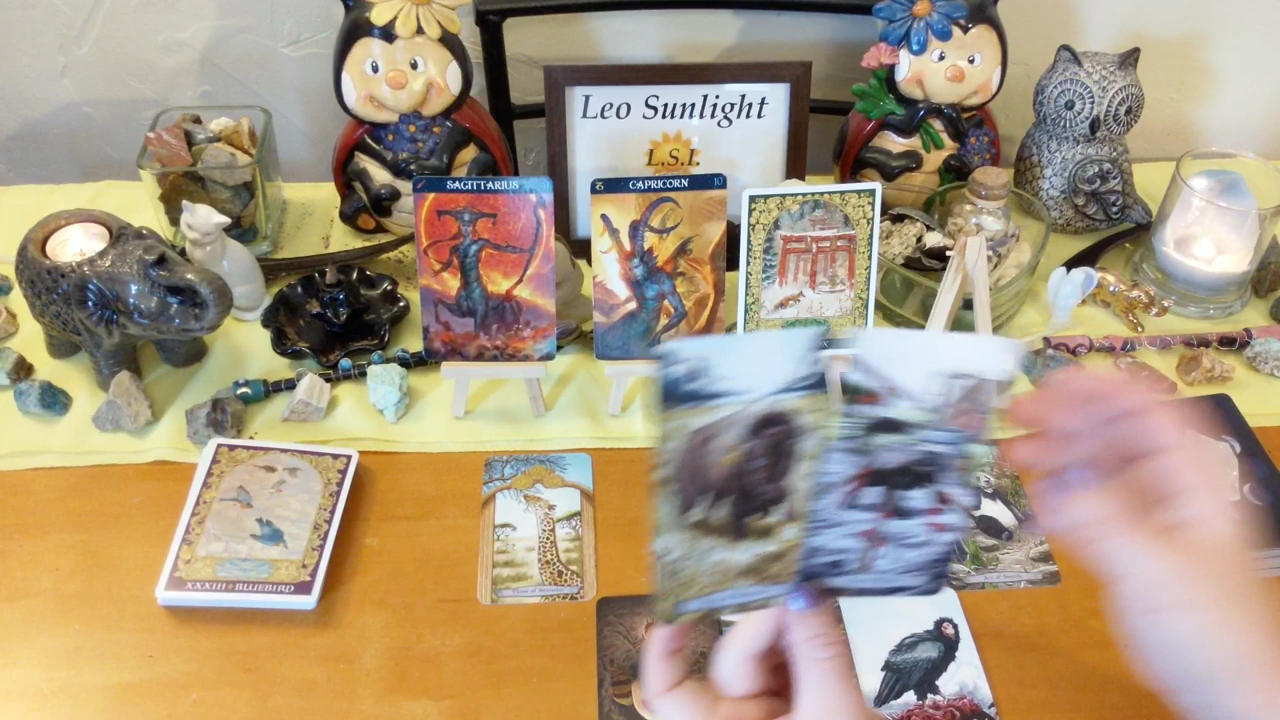 Leo Sunlight
L.S.I.
SAGITTARIUS
CAPRICORN 10
XXXIII BLUEBIRD